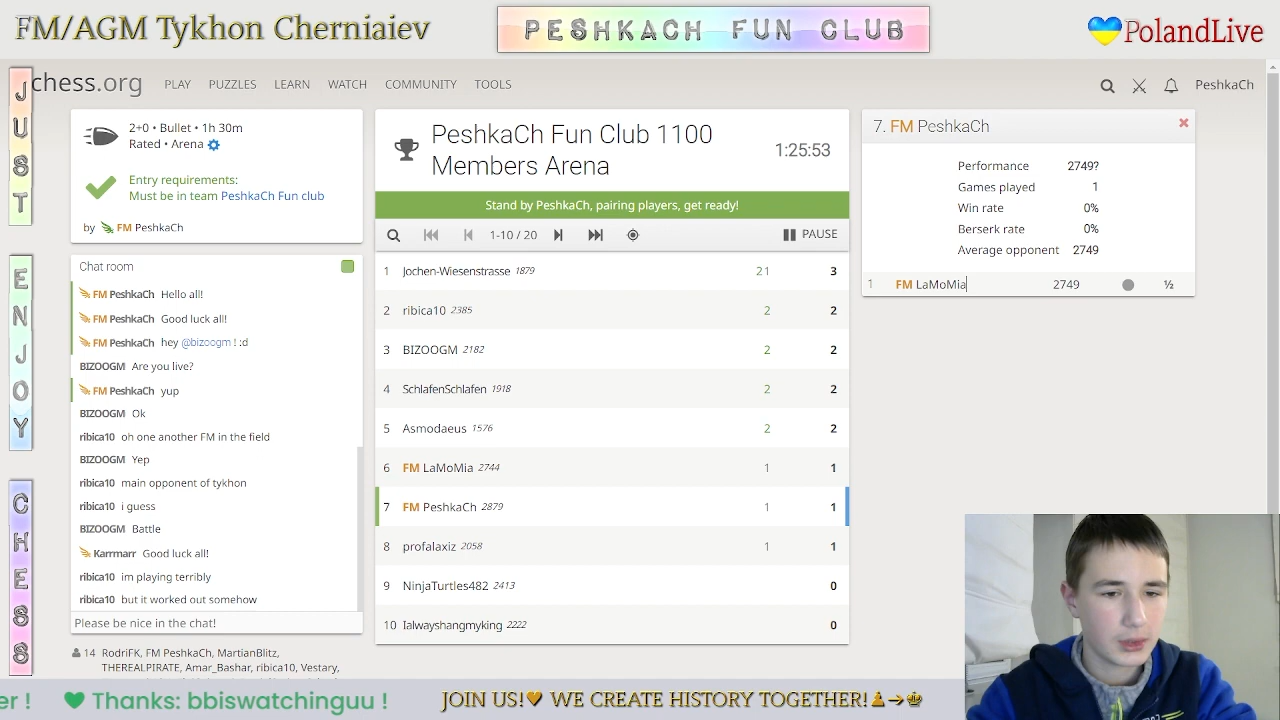 FM/AGM Tykhon Cherniaiev
PESHKACH FUN CLUB
PolandLive
JUST
ENJOY
CHESS
chess.org
PLAY
PUZZLES
LEARN
WATCH
COMMUNITY
TOOLS
PeshkaCh
2+0 • Bullet • 1h 30m
Rated • Arena
Entry requirements:
Must be in team PeshkaCh Fun club
by FM PeshkaCh
Chat room
FM PeshkaCh Hello all!
FM PeshkaCh Good luck all!
FM PeshkaCh hey @bizoogm ! :d
BIZOOGM Are you live?
FM PeshkaCh yup
BIZOOGM Ok
ribica10 oh one another FM in the field
BIZOOGM Yep
ribica10 main opponent of tykhon
ribica10 i guess
BIZOOGM Battle
Karrmarr Good luck all!
ribica10 im playing terribly
ribica10 but it worked out somehow
Please be nice in the chat!
14 RodriFK, FM PeshkaCh, MartianBlitz,
THEREALPIRATE, Amar_Bashar, ribica10, Vestary,
PeshkaCh Fun Club 1100
Members Arena
1:25:53
Stand by PeshkaCh, pairing players, get ready!
1-10 / 20
PAUSE
1 Jochen-Wiesenstrasse 1879 21 3
2 ribica10 2385 2 2
3 BIZOOGM 2182 2 2
4 SchlafenSchlafen 1918 2 2
5 Asmodaeus 1576 2 2
6 FM LaMoMia 2744 1 1
7 FM PeshkaCh 2879 1 1
8 profalaxiz 2058 1 1
9 NinjaTurtles482 2413 0
10 Ialwayshangmyking 2222 0
7. FM PeshkaCh
Performance 2749?
Games played 1
Win rate 0%
Berserk rate 0%
Average opponent 2749
1 FM LaMoMia 2749 ½
er !
Thanks: bbiswatchinguu !
JOIN US! WE CREATE HISTORY TOGETHER!